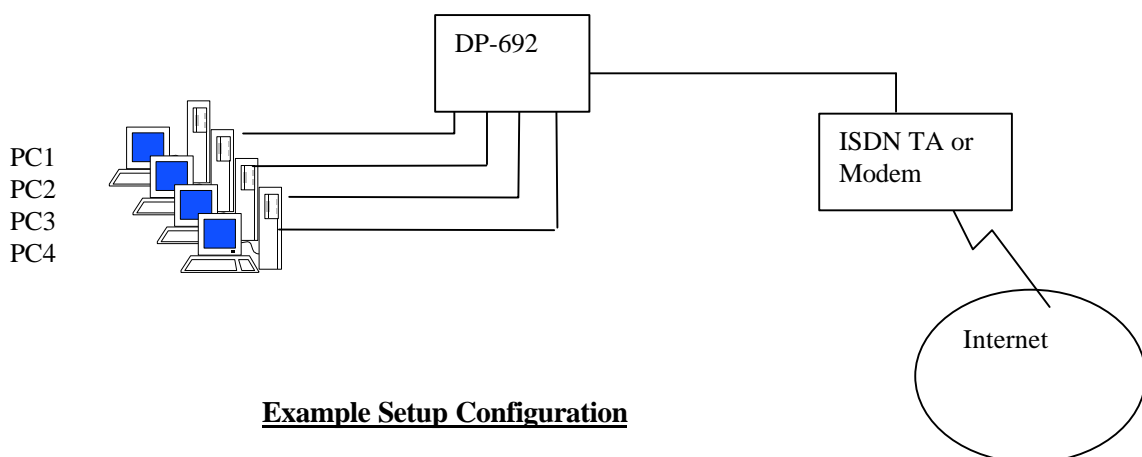 DP-692
PC1
PC2
PC3
PC4
ISDN TA or
Modem
Internet
Example Setup Configuration